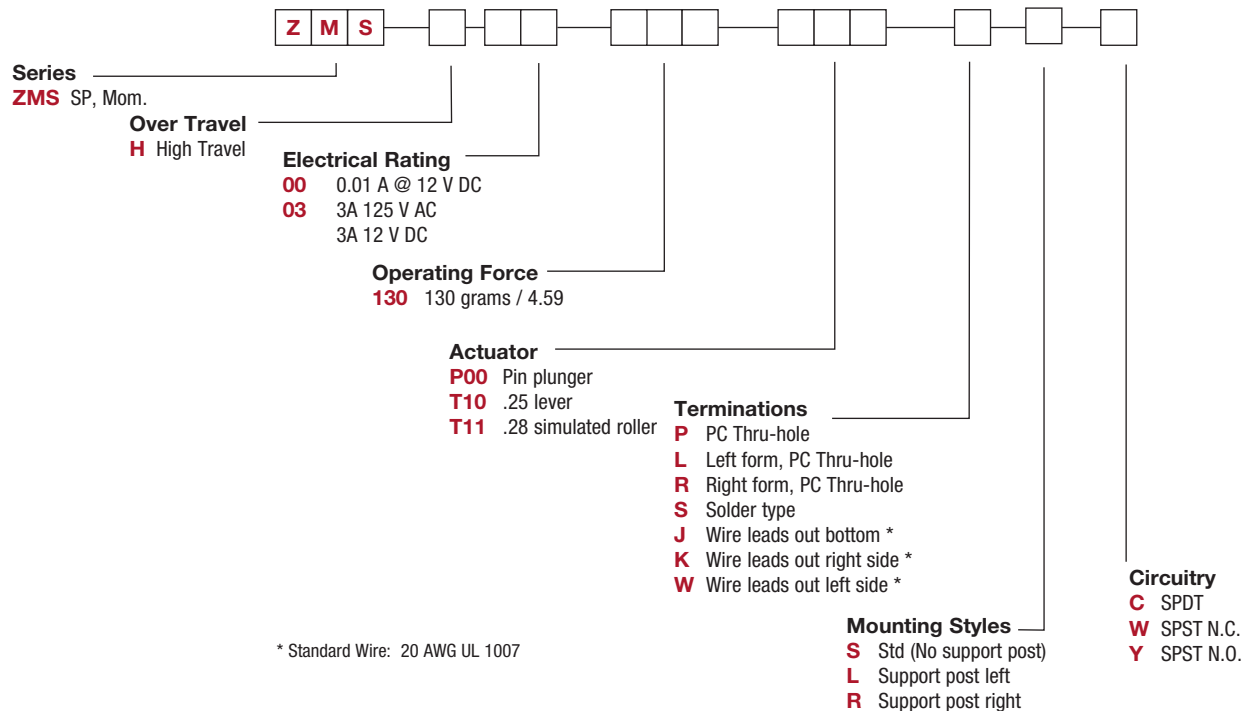 Z M S
Series
ZMS SP, Mom.
Over Travel
H High Travel
Electrical Rating
00 0.01 A @ 12 V DC
03 3A 125 V AC
3A 12 V DC
Operating Force
130 130 grams / 4.59
Actuator
P00 Pin plunger
T10 .25 lever
T11 .28 simulated roller
Terminations
P PC Thru-hole
L Left form, PC Thru-hole
R Right form, PC Thru-hole
S Solder type
J Wire leads out bottom *
K Wire leads out right side *
W Wire leads out left side *
Mounting Styles
S Std (No support post)
L Support post left
R Support post right
Circuitry
C SPDT
W SPST N.C.
Y SPST N.O.
* Standard Wire: 20 AWG UL 1007